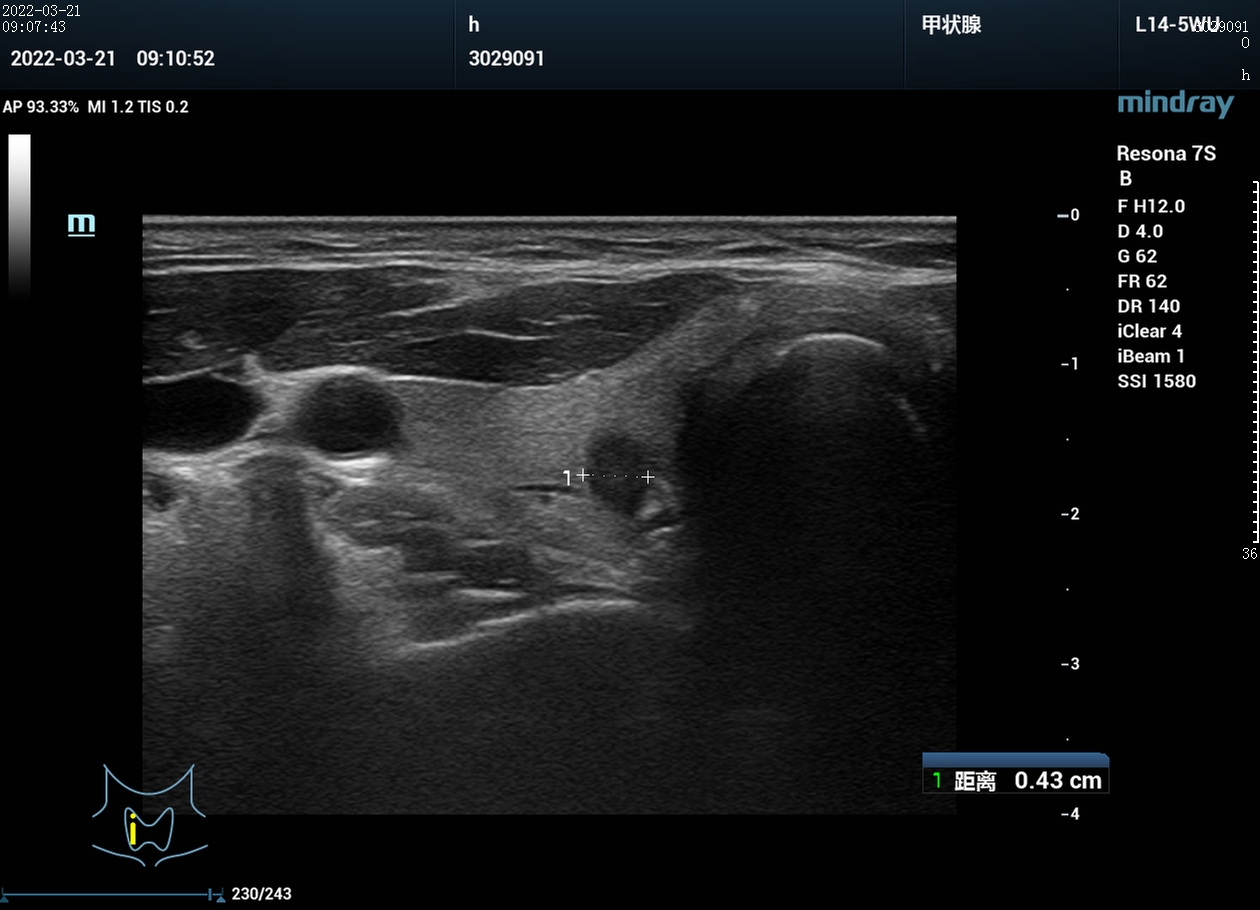 2022-03-21
09:07:43
2022-03-21 09:10:52
h
3029091
甲状腺
L14-5WU
3029091
0
h
AP 93.33% MI 1.2 TIS 0.2
mindray
Resona 7S
B
F H12.0
D 4.0
G 62
FR 62
DR 140
iClear 4
iBeam 1
SSI 1580
m
0
-1
-2
-3
-4
1
36
1 距离 0.43 cm
230/243